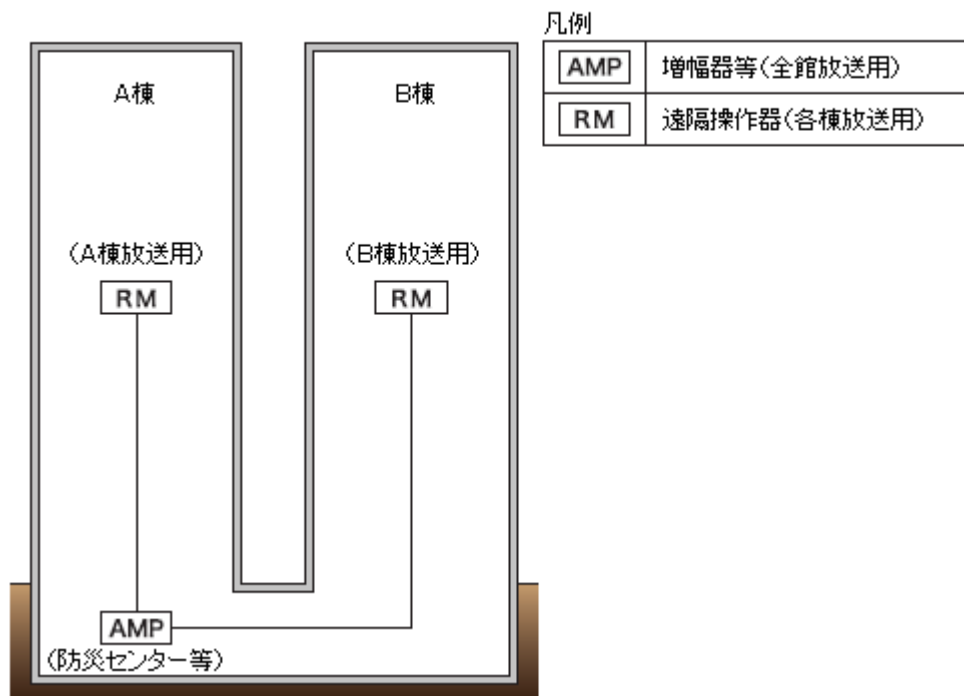 凡例
AMP 増幅器等(全館放送用)
RM 遠隔操作器(各棟放送用)
A棟
B棟
(A棟放送用)
RM
(B棟放送用)
RM
AMP
(防災センター等)